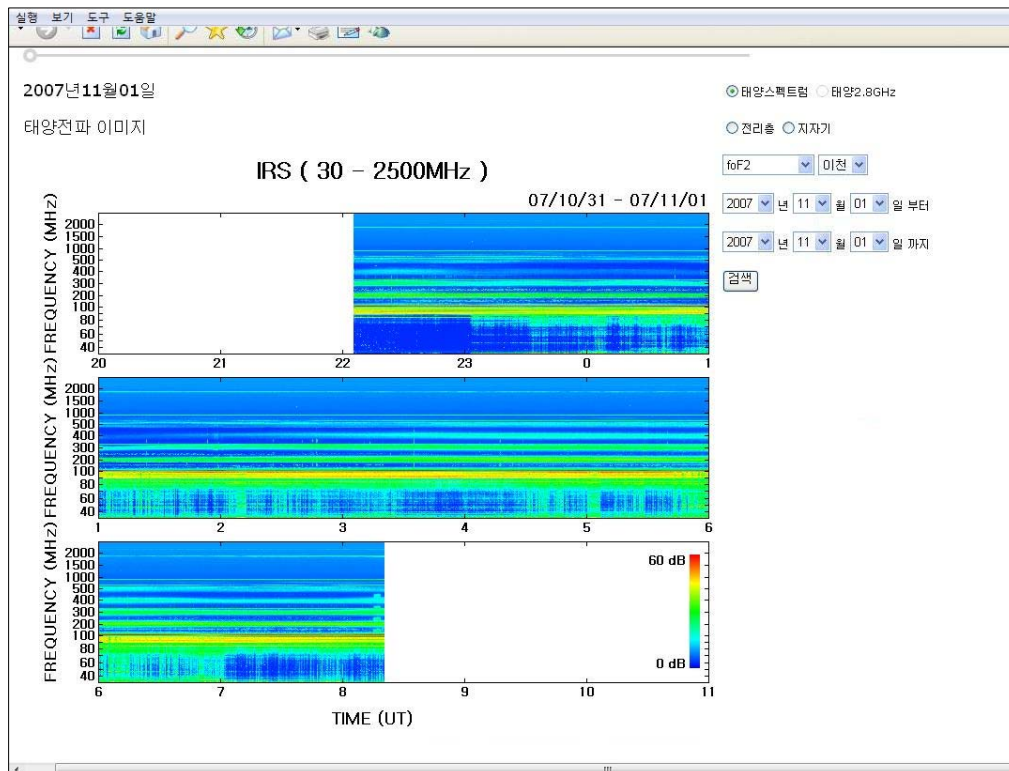 실행 보기 도구 도움말
2007년11월01일
태양전파 이미지
태양스펙트럼 태양2.8GHz
전리층 지자기
foF2 이천
2007 년 11 월 01 일 부터
2007 년 11 월 01 일 까지
검색
IRS ( 30 - 2500MHz )
07/10/31 - 07/11/01
FREQUENCY (MHz)
2000
1500
1000
500
400
300
200
100
80
60
40
20 21 22 23 0 1
FREQUENCY (MHz)
2000
1500
1000
500
400
300
200
100
80
60
40
1 2 3 4 5 6
FREQUENCY (MHz)
2000
1500
1000
500
400
300
200
100
80
60
40
60 dB
0 dB
6 7 8 9 10 11
TIME (UT)